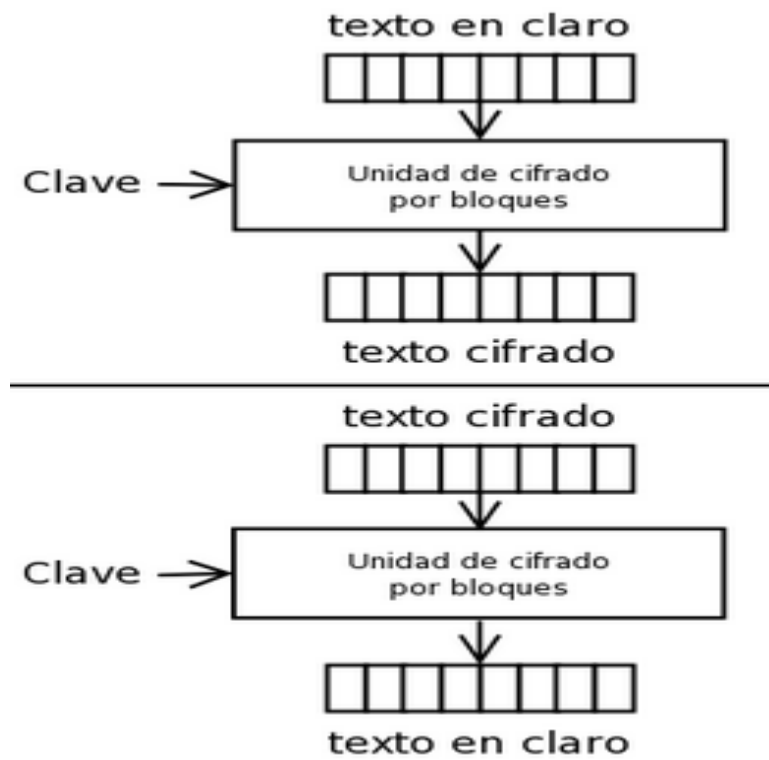 texto en claro
Clave
Unidad de cifrado
por bloques
texto cifrado
texto cifrado
Clave
Unidad de cifrado
por bloques
texto en claro